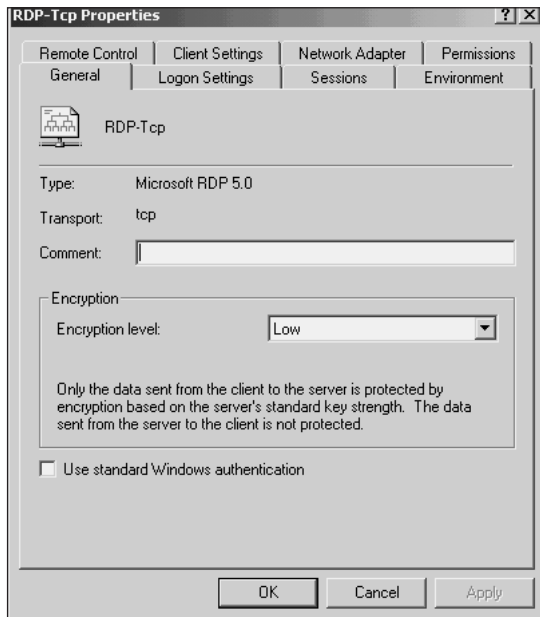 RDP-Tcp Properties
Remote Control Client Settings Network Adapter Permissions
General Logon Settings Sessions Environment
RDP-Tcp
Type: Microsoft RDP 5.0
Transport: tcp
Comment:
Encryption
Encryption level: Low
Only the data sent from the client to the server is protected by
encryption based on the server's standard key strength. The data
sent from the server to the client is not protected.
Use standard Windows authentication
OK Cancel Apply